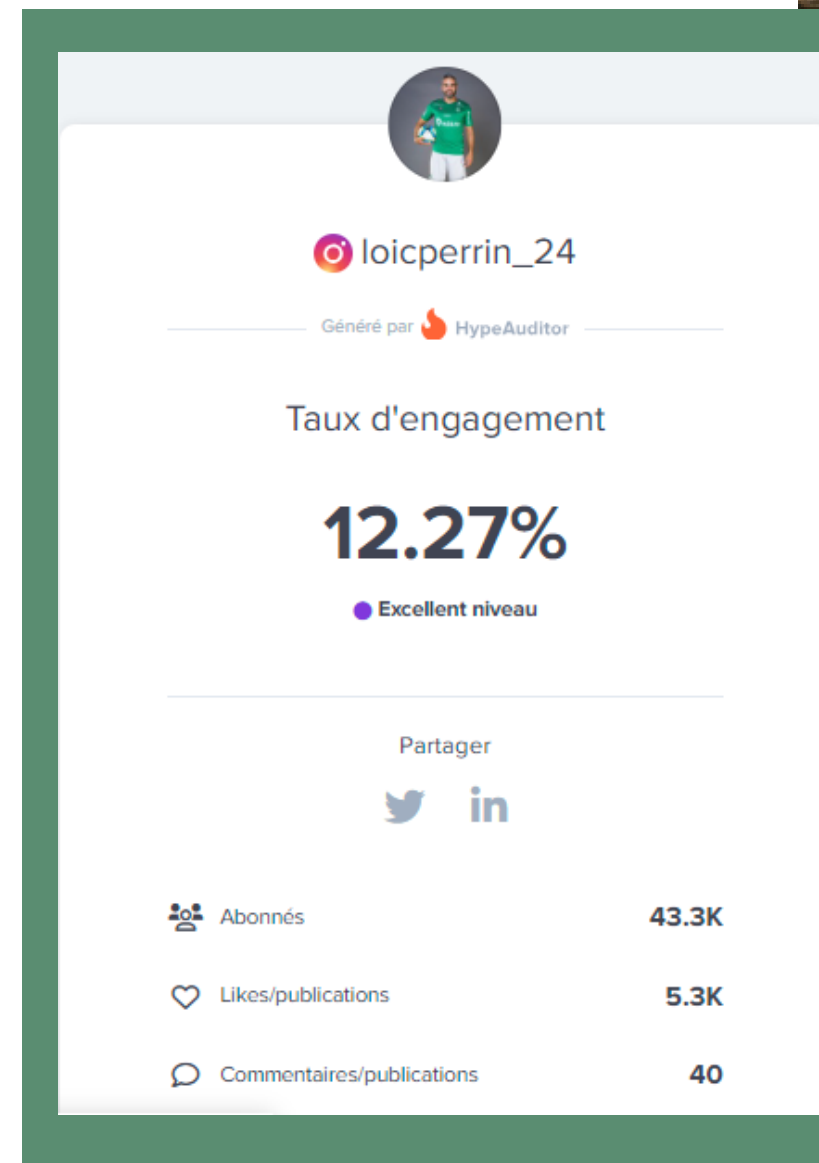 loicperrin_24
Généré par HypeAuditor
Taux d'engagement
12.27%
Excellent niveau
Partager
in
Abonnés 43.3K
Likes/publications 5.3K
Commentaires/publications 40